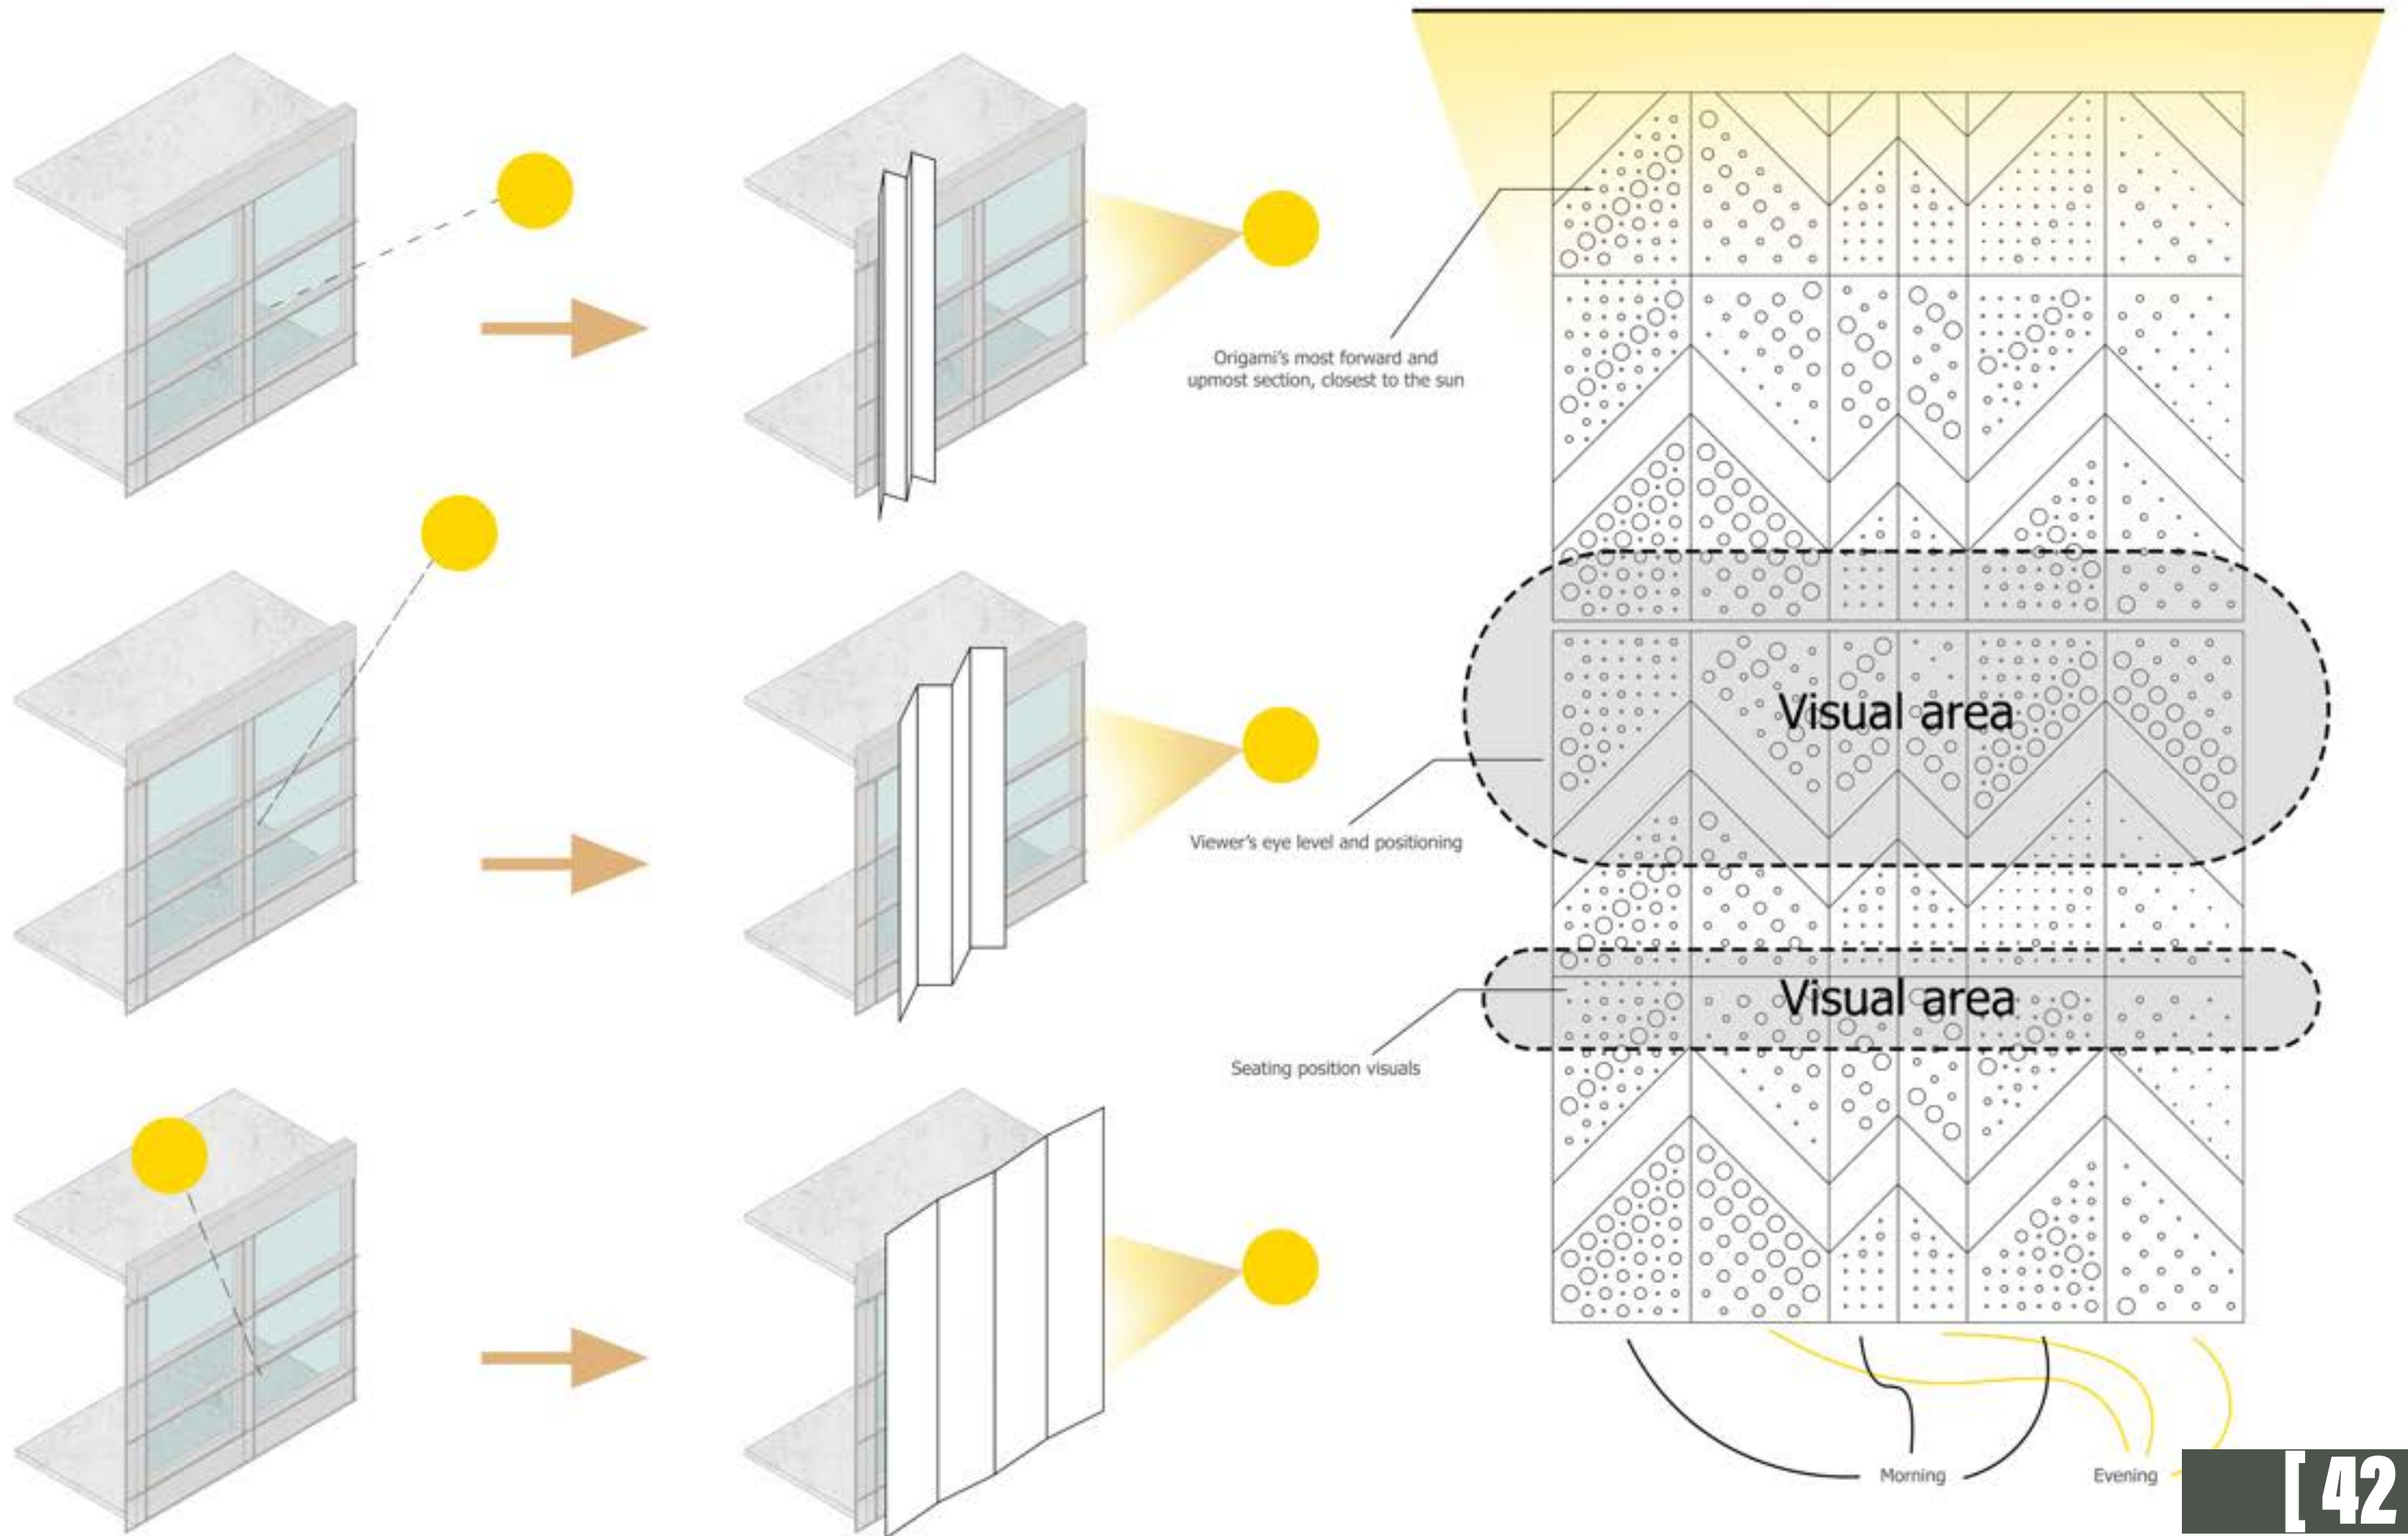 Origami's most forward and
upmost section, closest to the sun
Visual area
Viewer's eye level and positioning
Visual area
Seating position visuals
Morning
Evening
[ 42